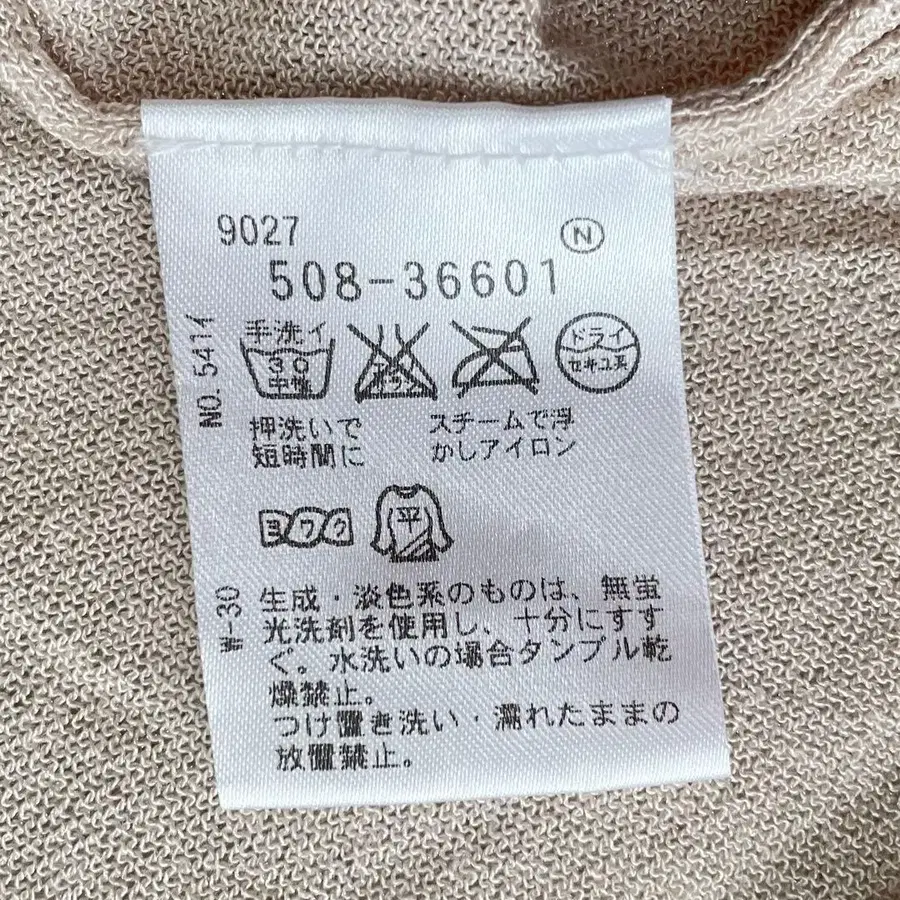 9027
N
508-36601
NO. 541イ
手洗イ
30
中性
ドライ
セキユ系
押洗いで
短時間に
スチームで浮
かしアイロン
ヨワク
平
W-30
生成・淡色系のものは、無蛍
光洗剤を使用し、十分にすす
ぐ。水洗いの場合タンブル乾
燥禁止。
つけ置き洗い・濡れたままの
放置禁止。